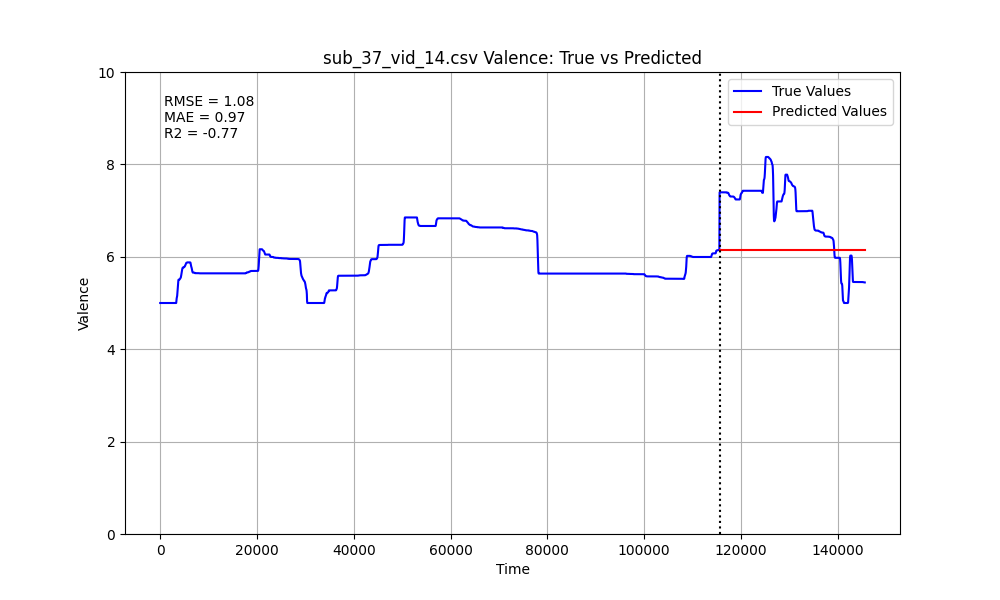 sub_37_vid_14.csv Valence: True vs Predicted
RMSE = 1.08
MAE = 0.97
R2 = -0.77
True Values
Predicted Values
10
8
6
4
2
0
Valence
0 20000 40000 60000 80000 100000 120000 140000
Time